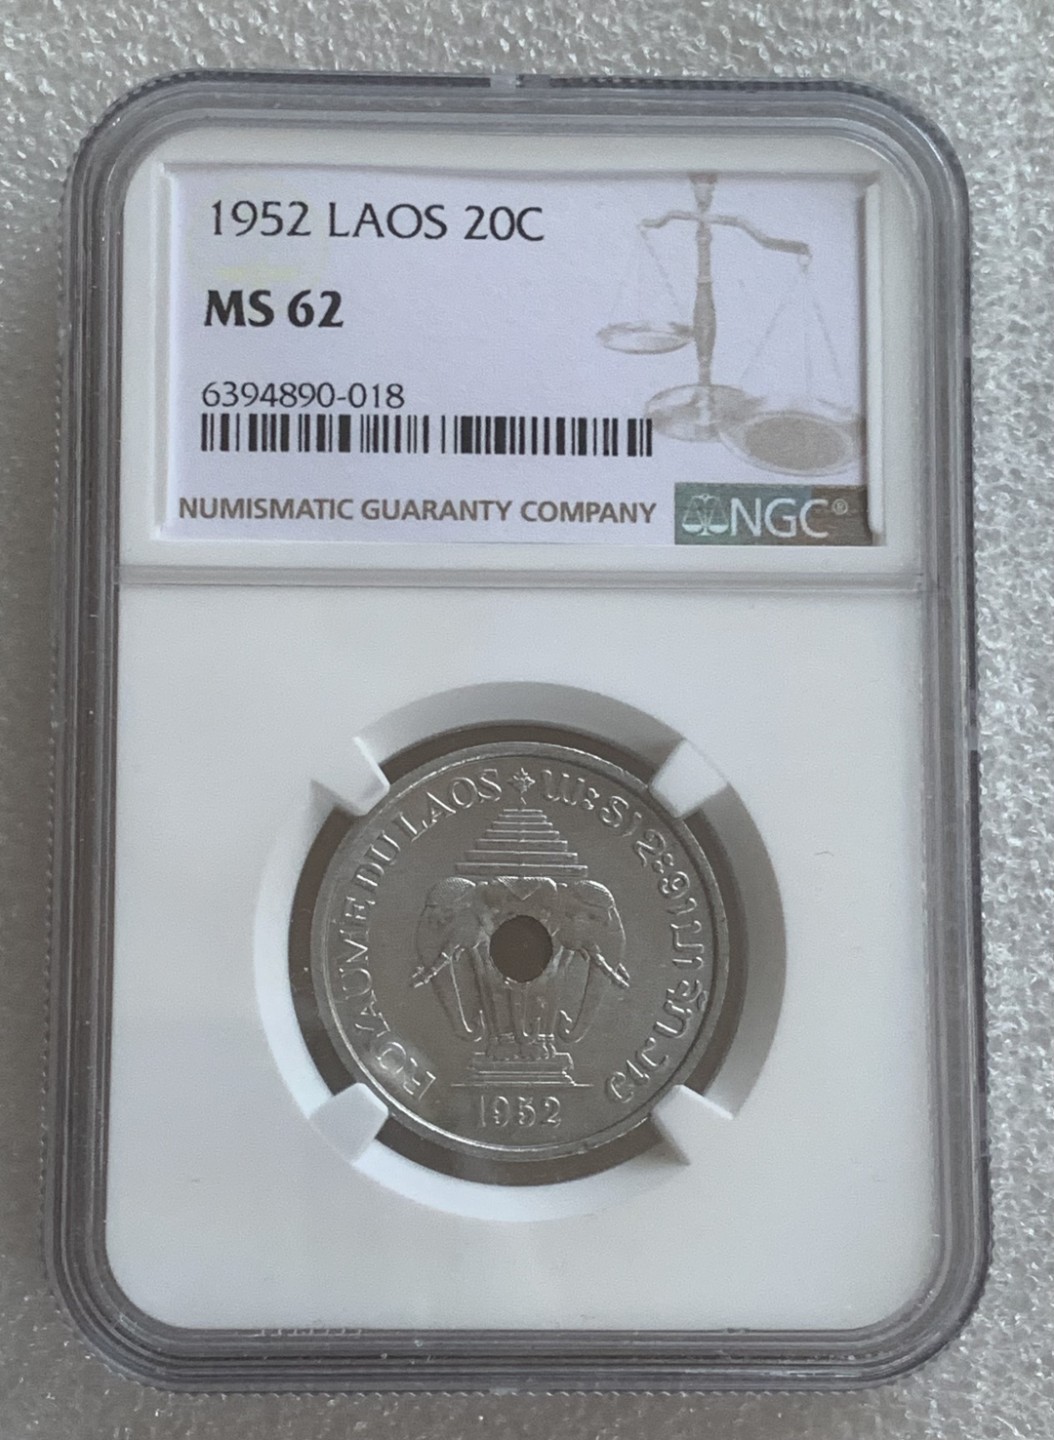 1952 LAOS 20C
MS 62
6394890-018
NUMISMATIC GUARANTY COMPANY
NGC®
ROYAUME DU LAOS
1952